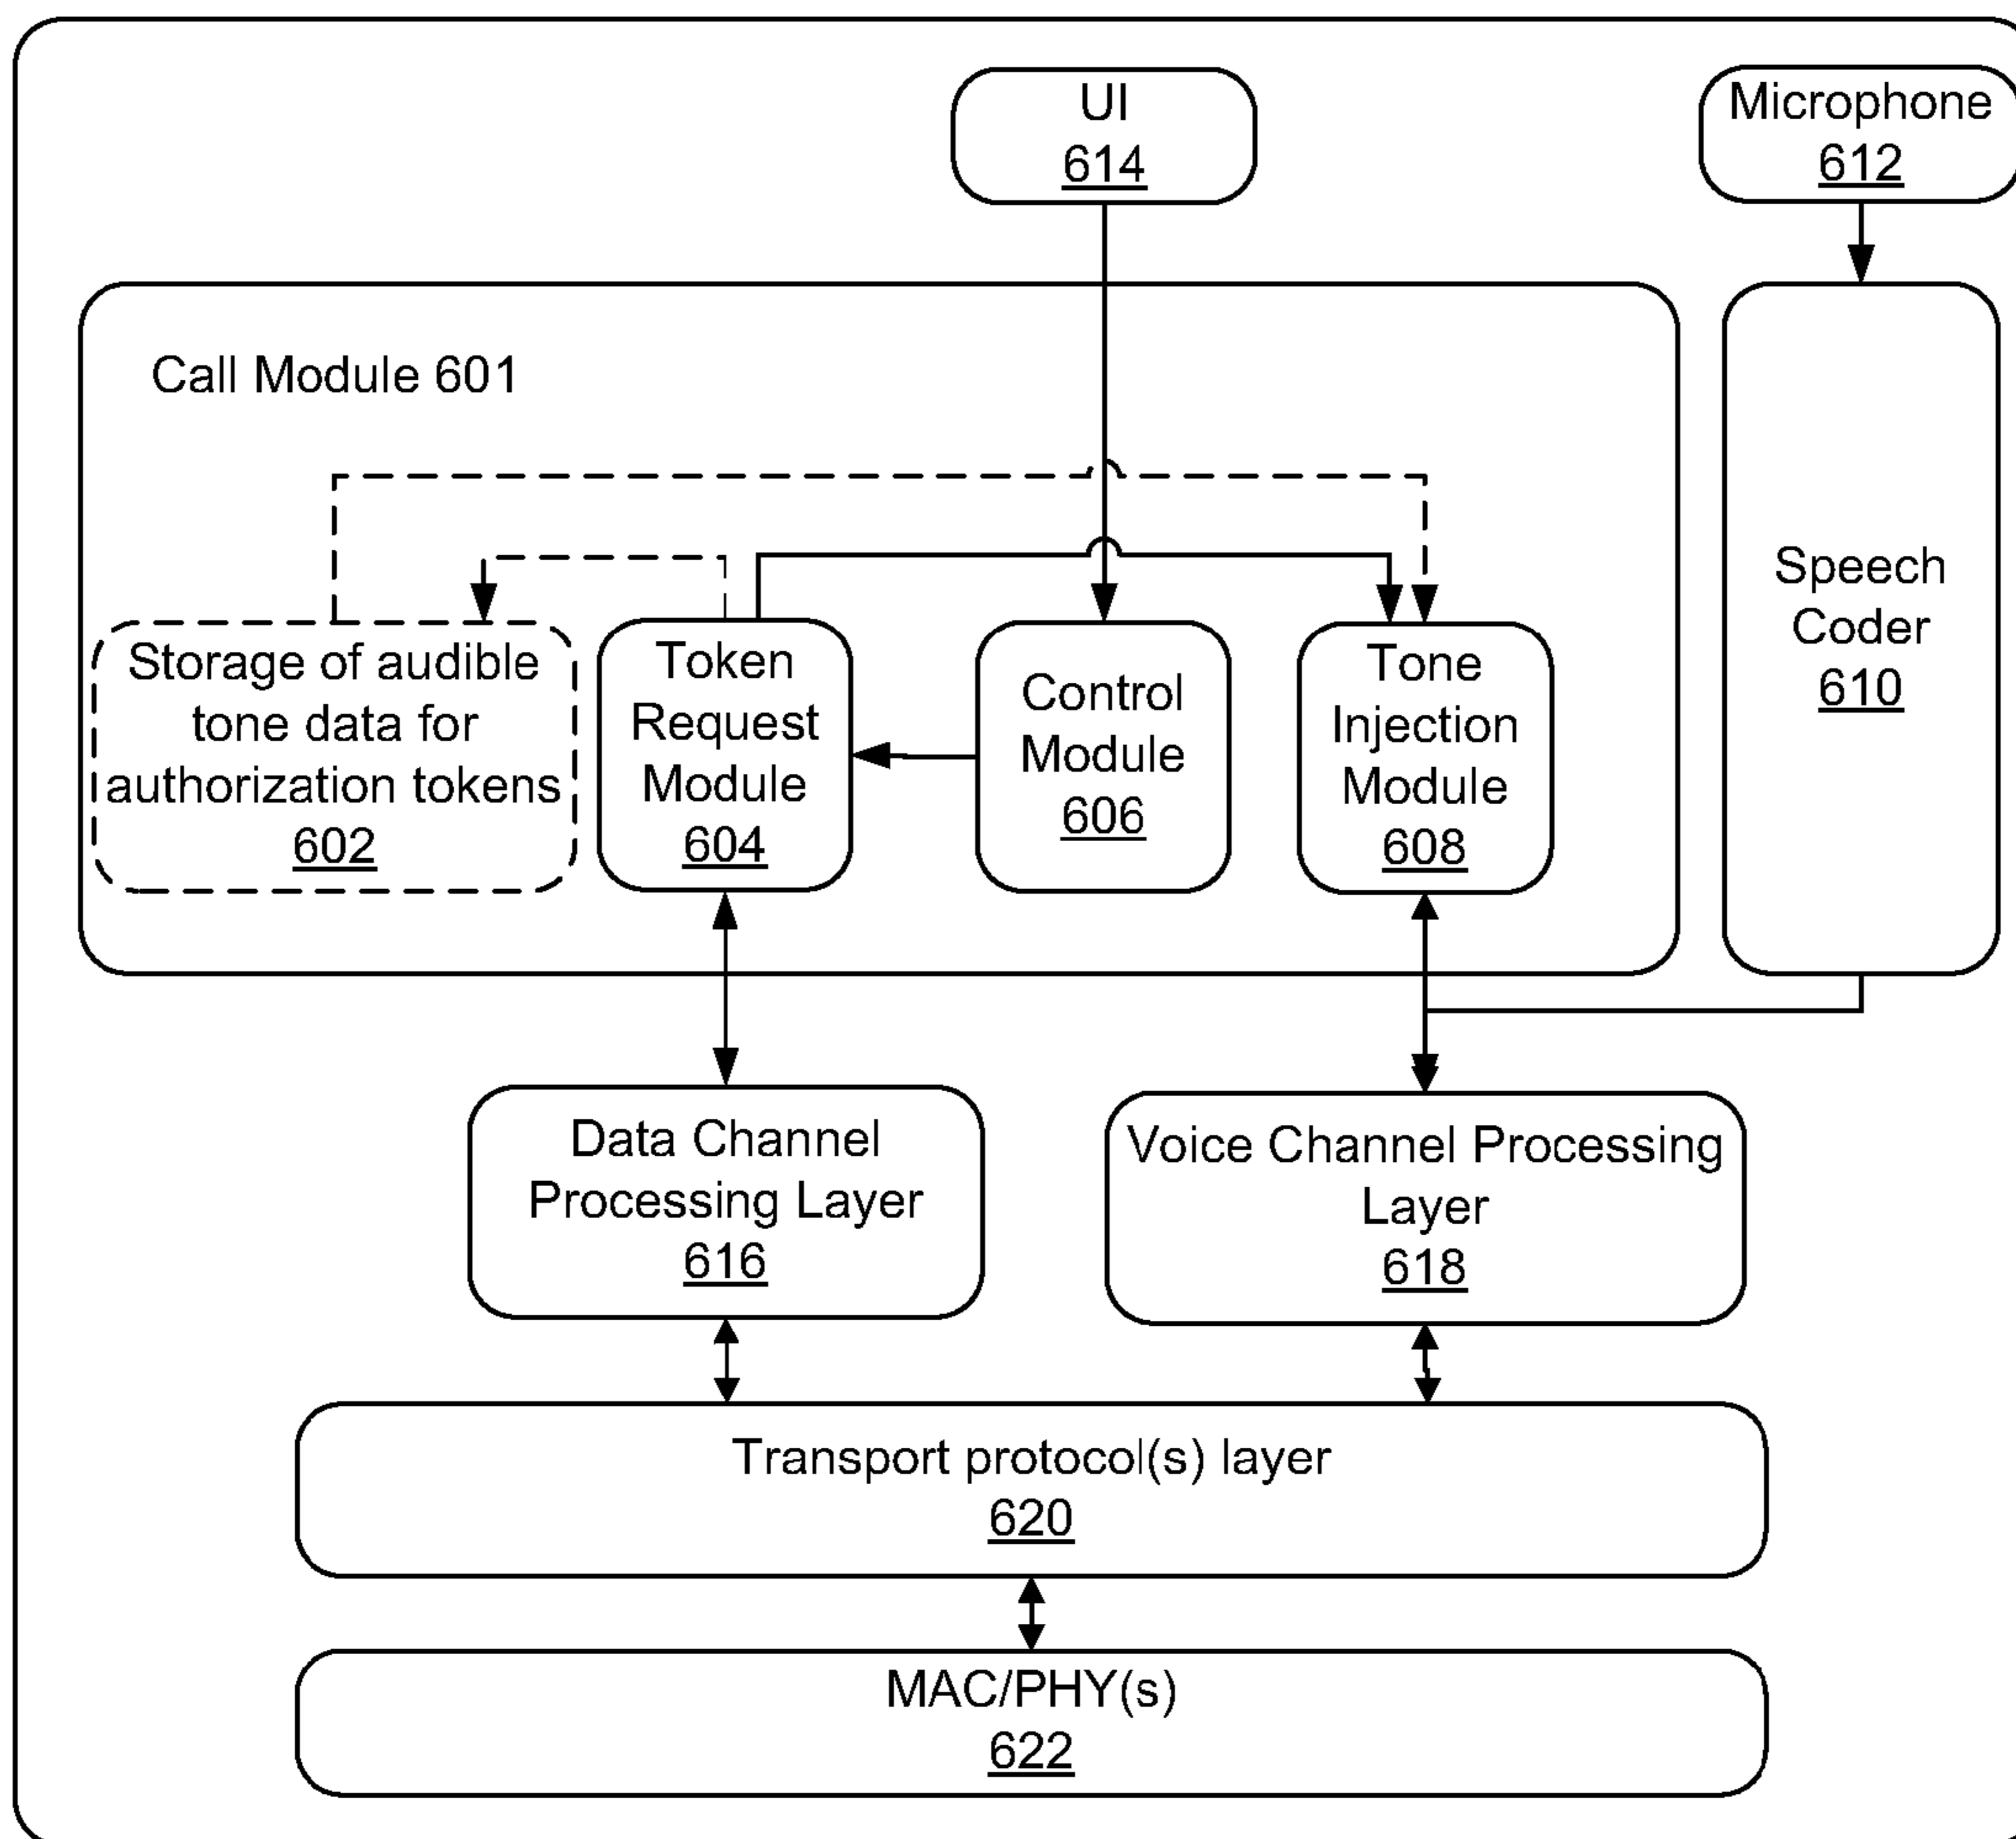 UI
614
Microphone
612
Call Module 601
Storage of audible
tone data for
authorization tokens
602
Token
Request
Module
604
Control
Module
606
Tone
Injection
Module
608
Speech
Coder
610
Data Channel
Processing Layer
616
Voice Channel Processing
Layer
618
Transport protocol(s) layer
620
MAC/PHY(s)
622